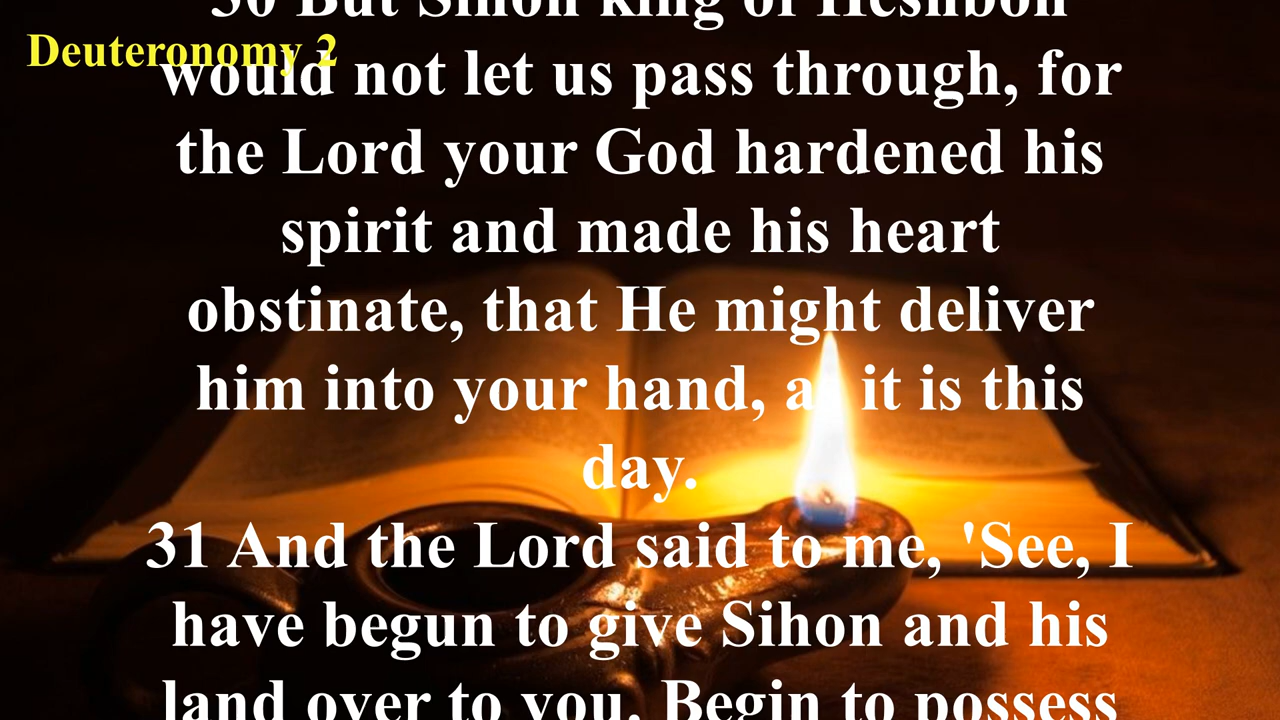 30 But Sihon king of Heshbon
Deuteronomy 2
would not let us pass through, for
the Lord your God hardened his
spirit and made his heart
obstinate, that He might deliver
him into your hand, as it is this
day.
31 And the Lord said to me, 'See, I
have begun to give Sihon and his
land over to you. Begin to possess